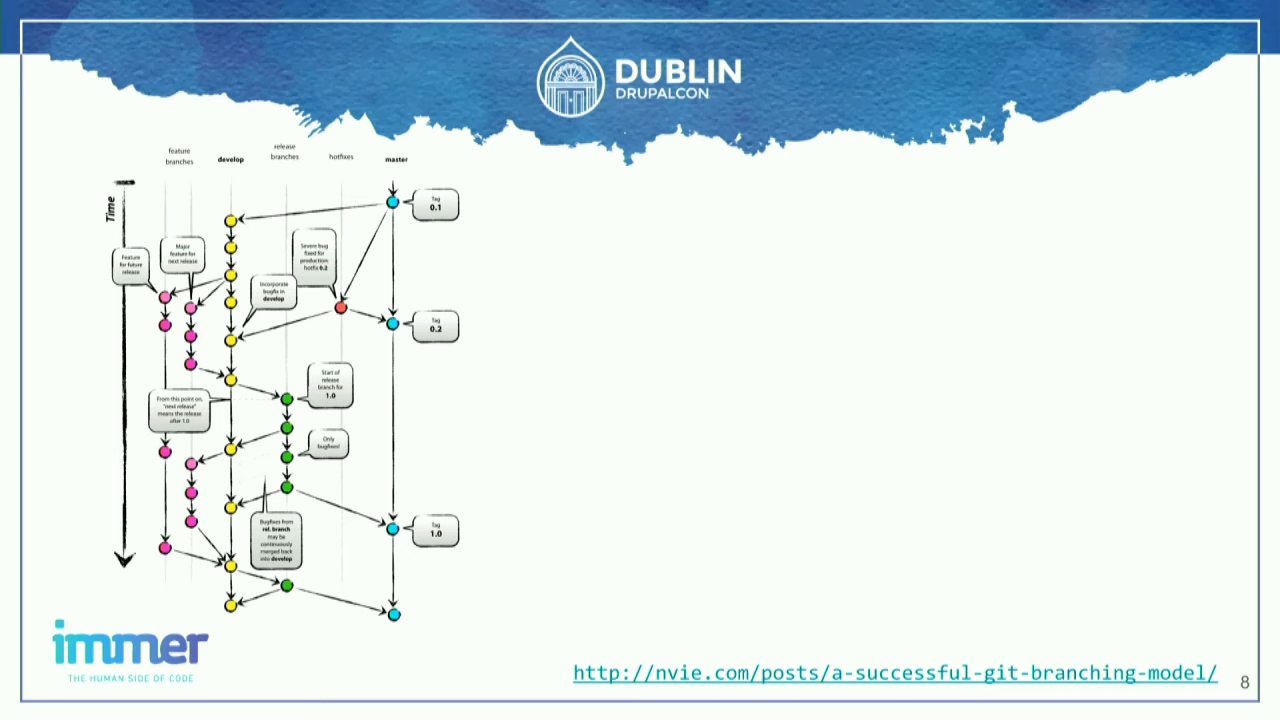 DUBLIN
DRUPALCON
feature
branches
develop
release
branches
hotfixes
master
Time
Tag
0.1
Feature
for future
release
Major
feature for
next release
Severe bug
fixed for
production:
hotfix 0.2
Incorporate
bugfix in
develop
Tag
0.2
Start of
release
branch for
1.0
From this point on,
"next release"
means the release
after 1.0
Only
bugfixes!
Bugfixes from
rel. branch
may be
continuously
merged back
into develop
Tag
1.0
immer
THE HUMAN SIDE OF CODE
http://nvie.com/posts/a-successful-git-branching-model/
8